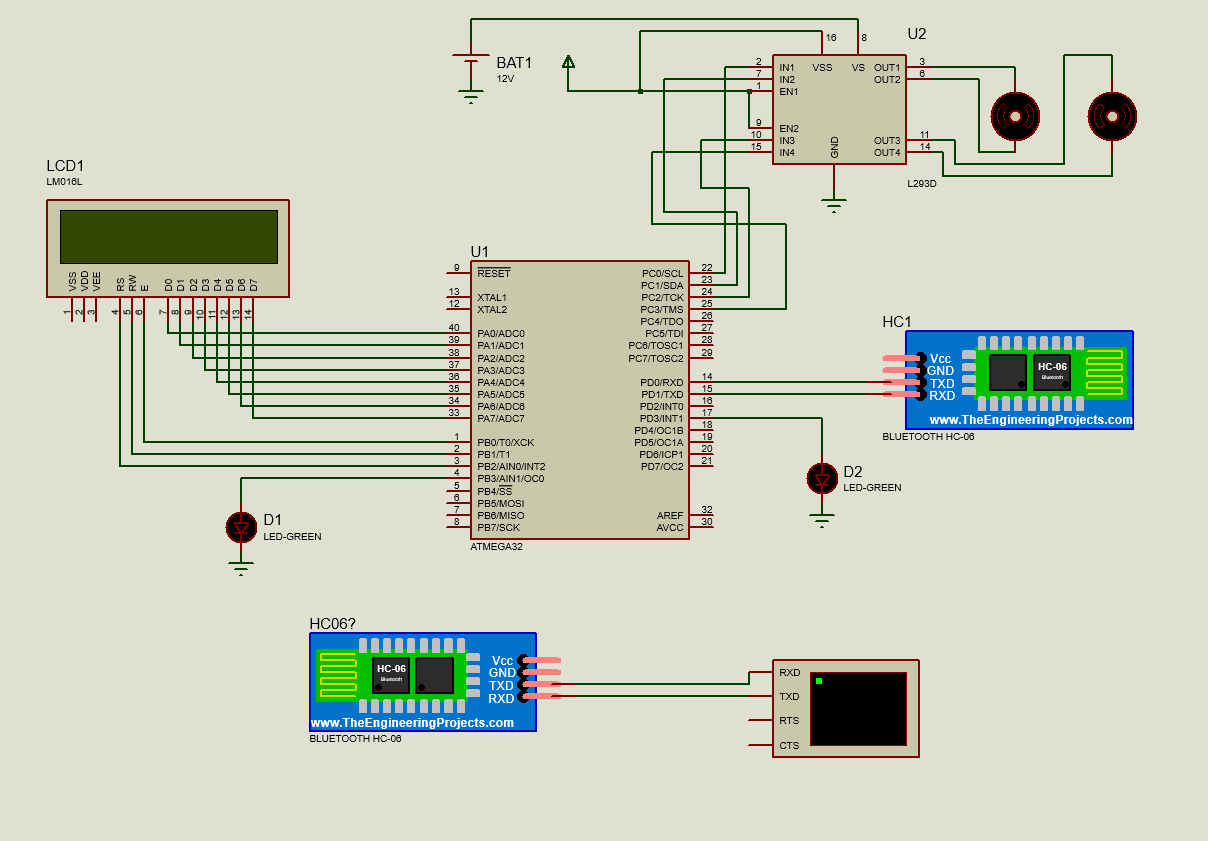 BAT1
12V
U2
16
8
VSS
VS
2
7
1
9
10
15
IN1
IN2
EN1
EN2
IN3
IN4
GND
OUT1
OUT2
OUT3
OUT4
3
6
11
14
L293D
LCD1
LM016L
VSS
VDD
VEE
RS
RW
E
D0
D1
D2
D3
D4
D5
D6
D7
1
2
3
4
5
6
7
8
9
10
11
12
13
14
U1
9
RESET
13
XTAL1
12
XTAL2
40
PA0/ADC0
39
PA1/ADC1
38
PA2/ADC2
37
PA3/ADC3
36
PA4/ADC4
35
PA5/ADC5
34
PA6/ADC6
33
PA7/ADC7
1
PB0/T0/XCK
2
PB1/T1
3
PB2/AIN0/INT2
4
PB3/AIN1/OC0
5
PB4/SS
6
PB5/MOSI
7
PB6/MISO
8
PB7/SCK
PC0/SCL
22
PC1/SDA
23
PC2/TCK
24
PC3/TMS
25
PC4/TDO
26
PC5/TDI
27
PC6/TOSC1
28
PC7/TOSC2
29
PD0/RXD
14
PD1/TXD
15
PD2/INT0
16
PD3/INT1
17
PD4/OC1B
18
PD5/OC1A
19
PD6/ICP1
20
PD7/OC2
21
AREF
32
AVCC
30
ATMEGA32
HC1
Vcc
GND
TXD
RXD
HC-06
Bluetooth
www.TheEngineeringProjects.com
BLUETOOTH HC-06
D2
LED-GREEN
D1
LED-GREEN
HC06?
HC-06
Bluetooth
Vcc
GND
TXD
RXD
www.TheEngineeringProjects.com
BLUETOOTH HC-06
RXD
TXD
RTS
CTS